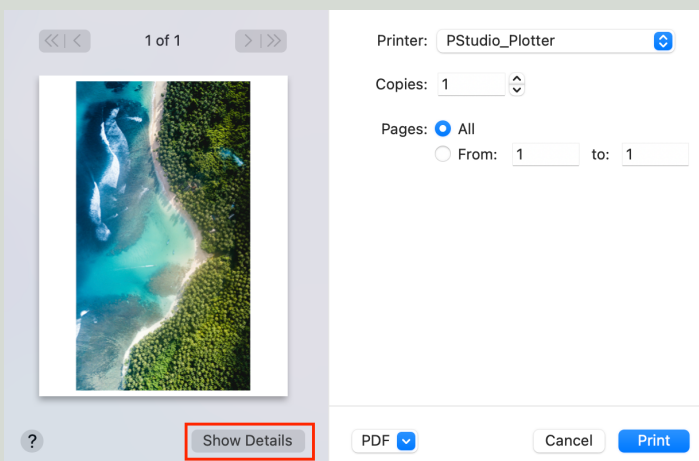 1 of 1
Printer: PStudio_Plotter
Copies: 1
Pages: All
From: 1 to: 1
? Show Details PDF Cancel Print